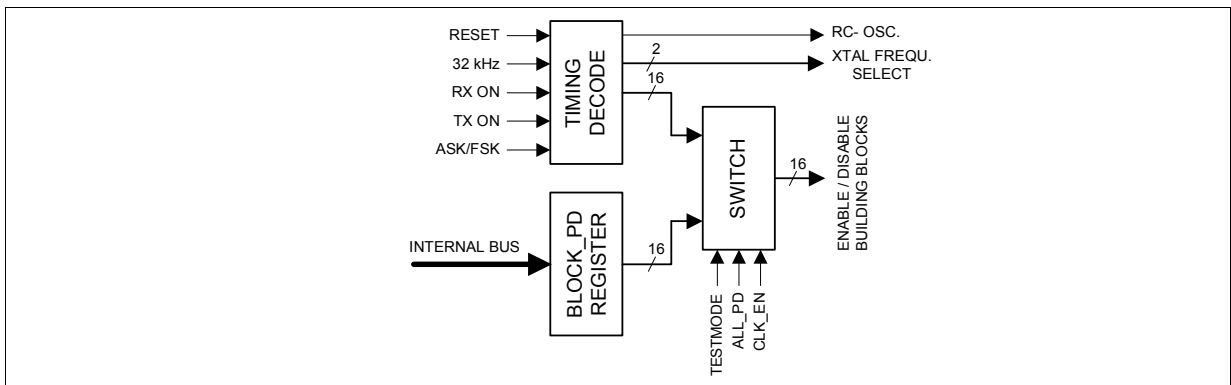 RESET
32 kHz
RX ON
TX ON
ASK/FSK
TIMING
DECODE
RC- OSC.
2
XTAL FREQU.
SELECT
16
SWITCH
16
ENABLE / DISABLE
BUILDING BLOCKS
INTERNAL BUS
BLOCK_PD
REGISTER
16
TESTMODE
ALL_PD
CLK_EN